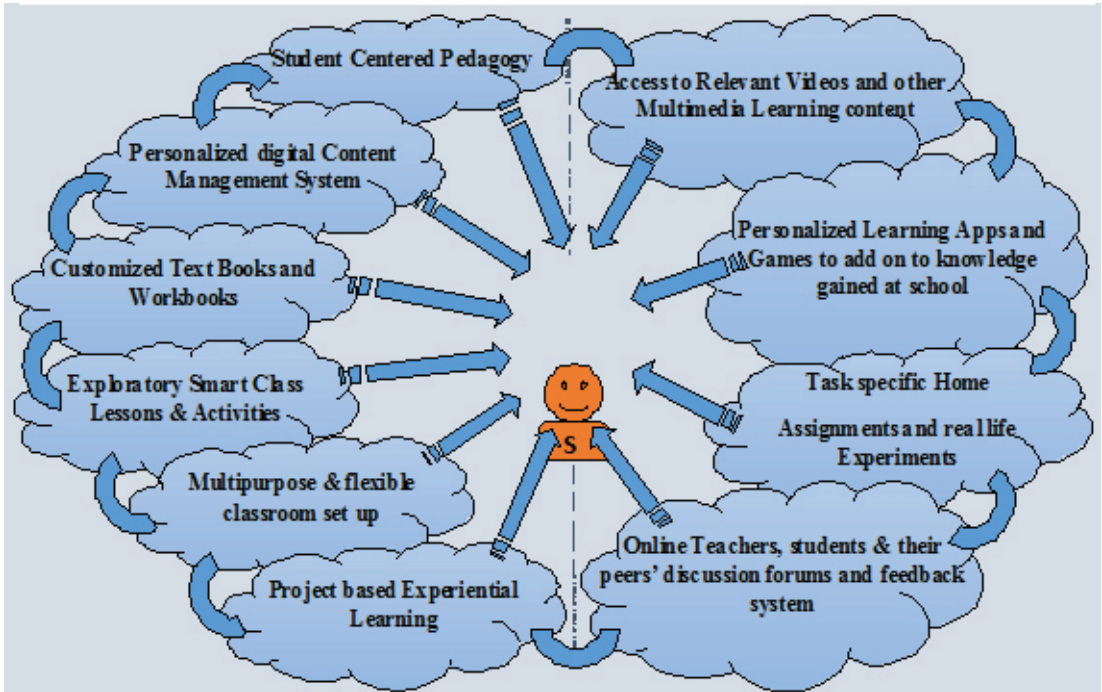 Student Centered Pedagogy
Access to Relevant Videos and other
Multimedia Learning content
Personalized digital Content
Management System
Personalized Learning Apps and
Games to add on to knowledge
gained at school
Customized Text Books and
Workbooks
Exploratory Smart Class
Lessons & Activities
Task specific Home
Assignments and real life
Experiments
S
Multipurpose & flexible
classroom set up
Online Teachers, students & their
peers' discussion forums and feedback
system
Project based Experiential
Learning